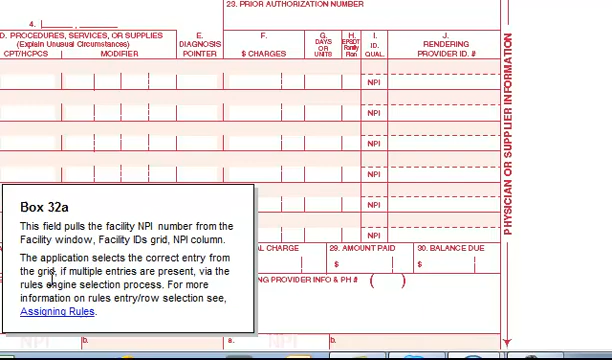 23. PRIOR AUTHORIZATION NUMBER
4.
D. PROCEDURES, SERVICES, OR SUPPLIES
(Explain Unusual Circumstances)
CPT/HCPCS
MODIFIER
E.
DIAGNOSIS
POINTER
F.
$ CHARGES
G.
DAYS
OR
UNITS
H.
EPSDT
Family
Plan
I.
ID.
QUAL.
J.
RENDERING
PROVIDER ID. #
NPI
NPI
NPI
NPI
NPI
NPI
PHYSICIAN OR SUPPLIER INFORMATION
Box 32a
This field pulls the facility NPI number from the
Facility window, Facility IDs grid, NPI column.
The application selects the correct entry from
the grid, if multiple entries are present, via the
rules engine selection process. For more
information on rules entry/row selection see,
Assigning Rules.
AL CHARGE
29. AMOUNT PAID
30. BALANCE DUE
$
$
NG PROVIDER INFO & PH # ( )
NPI
b.
a.
NPI
b.